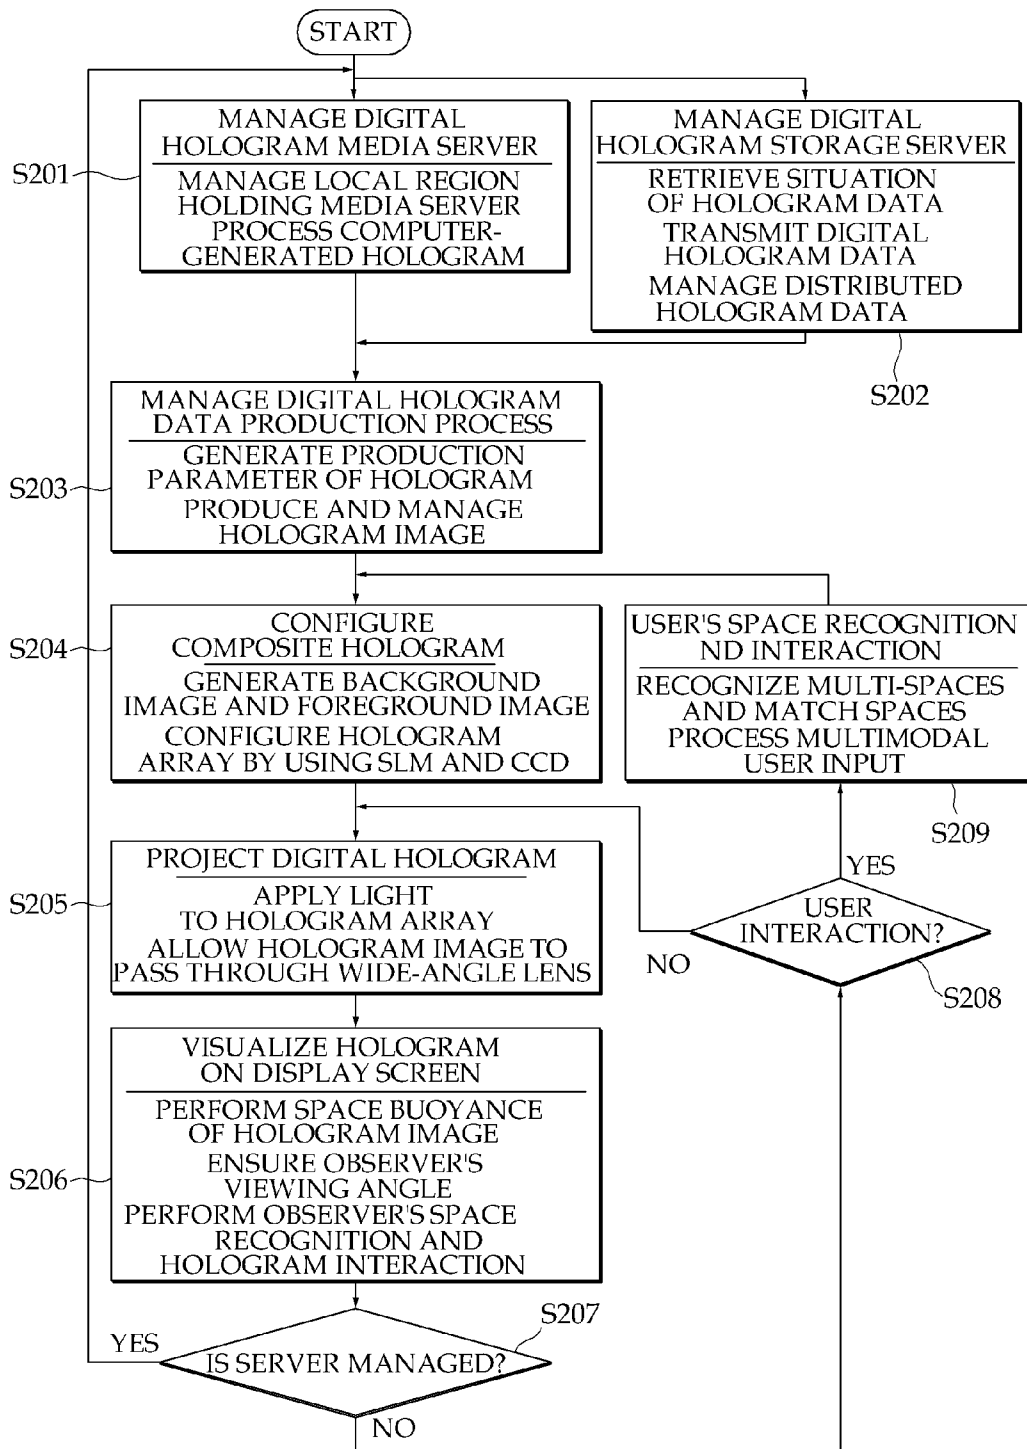 START
MANAGE DIGITAL
HOLOGRAM MEDIA SERVER
MANAGE LOCAL REGION
HOLDING MEDIA SERVER
PROCESS COMPUTER-
GENERATED HOLOGRAM
S201
MANAGE DIGITAL
HOLOGRAM STORAGE SERVER
RETRIEVE SITUATION
OF HOLOGRAM DATA
TRANSMIT DIGITAL
HOLOGRAM DATA
MANAGE DISTRIBUTED
HOLOGRAM DATA
S202
MANAGE DIGITAL HOLOGRAM
DATA PRODUCTION PROCESS
GENERATE PRODUCTION
PARAMETER OF HOLOGRAM
PRODUCE AND MANAGE
HOLOGRAM IMAGE
S203
CONFIGURE
COMPOSITE HOLOGRAM
GENERATE BACKGROUND
IMAGE AND FOREGROUND IMAGE
CONFIGURE HOLOGRAM
ARRAY BY USING SLM AND CCD
S204
USER'S SPACE RECOGNITION
ND INTERACTION
RECOGNIZE MULTI-SPACES
AND MATCH SPACES
PROCESS MULTIMODAL
USER INPUT
S209
PROJECT DIGITAL HOLOGRAM
APPLY LIGHT
TO HOLOGRAM ARRAY
ALLOW HOLOGRAM IMAGE TO
PASS THROUGH WIDE-ANGLE LENS
S205
YES
USER
INTERACTION?
NO
S208
VISUALIZE HOLOGRAM
ON DISPLAY SCREEN
PERFORM SPACE BUOYANCE
OF HOLOGRAM IMAGE
ENSURE OBSERVER'S
VIEWING ANGLE
PERFORM OBSERVER'S SPACE
RECOGNITION AND
HOLOGRAM INTERACTION
S206
S207
YES
IS SERVER MANAGED?
NO